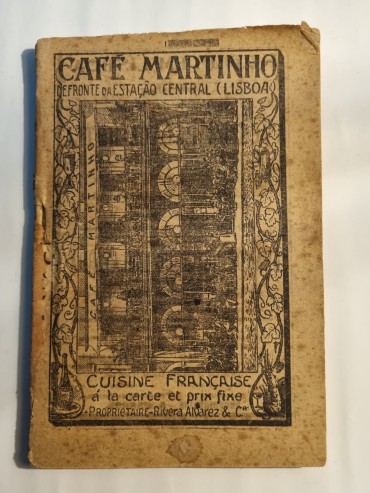 CAFÉ MARTINHO
DEFRONTE DA ESTAÇÃO CENTRAL (LISBOA)
CAFÉ MARTINHO
CUISINE FRANÇAISE
á la carte et prix fixe
-PROPRIÉTAIRE-Rivera Alvarez & Cie